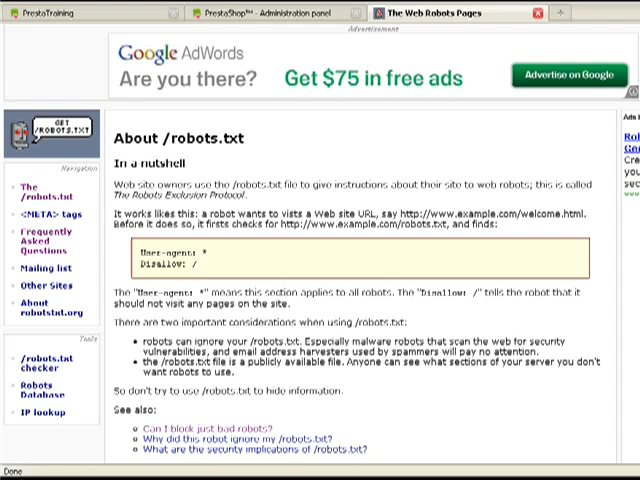 PrestaTraining
PrestaShop™ - Administration panel
The Web Robots Pages
Advertisement
Google AdWords
Are you there?
Get $75 in free ads
Advertise on Google
GET
/ROBOTS.TXT
Navigation
The
/robots.txt
<META> tags
Frequently
Asked
Questions
Mailing list
Other Sites
About
robotstxt.org
Tools
/robots.txt
checker
Robots
Database
IP lookup
About /robots.txt
In a nutshell
Web site owners use the /robots.txt file to give instructions about their site to web robots; this is called
The Robots Exclusion Protocol.
It works likes this: a robot wants to vists a Web site URL, say http://www.example.com/welcome.html.
Before it does so, it firsts checks for http://www.example.com/robots.txt, and finds:
User-agent: *
Disallow: /
The "User-agent: *" means this section applies to all robots. The "Disallow: /" tells the robot that it
should not visit any pages on the site.
There are two important considerations when using /robots.txt:
robots can ignore your /robots.txt. Especially malware robots that scan the web for security
vulnerabilities, and email address harvesters used by spammers will pay no attention.
the /robots.txt file is a publicly available file. Anyone can see what sections of your server you don't
want robots to use.
So don't try to use /robots.txt to hide information.
See also:
Can I block just bad robots?
Why did this robot ignore my /robots.txt?
What are the security implications of /robots.txt?
Ads
Cre
you
sec
Done